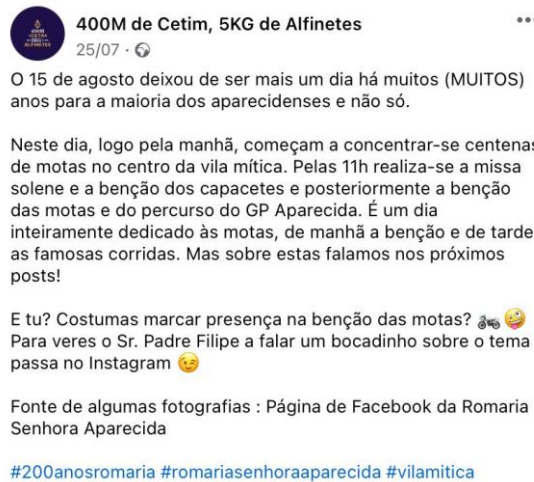 400M de Cetim, 5KG de Alfinetes
25/07
O 15 de agosto deixou de ser mais um dia há muitos (MUITOS)
anos para a maioria dos aparecidenses e não só.
Neste dia, logo pela manhã, começam a concentrar-se centenas
de motas no centro da vila mítica. Pelas 11h realiza-se a missa
solene e a benção dos capacetes e posteriormente a benção
das motas e do percurso do GP Aparecida. É um dia
inteiramente dedicado às motas, de manhã a benção e de tarde
as famosas corridas. Mas sobre estas falamos nos próximos
posts!
E tu? Costumas marcar presença na benção das motas? 🏍️🤪
Para veres o Sr. Padre Filipe a falar um bocadinho sobre o tema
passa no Instagram 😉
Fonte de algumas fotografias : Página de Facebook da Romaria
Senhora Aparecida
#200anosromaria #romariasenhoraaparecida #vilamitica